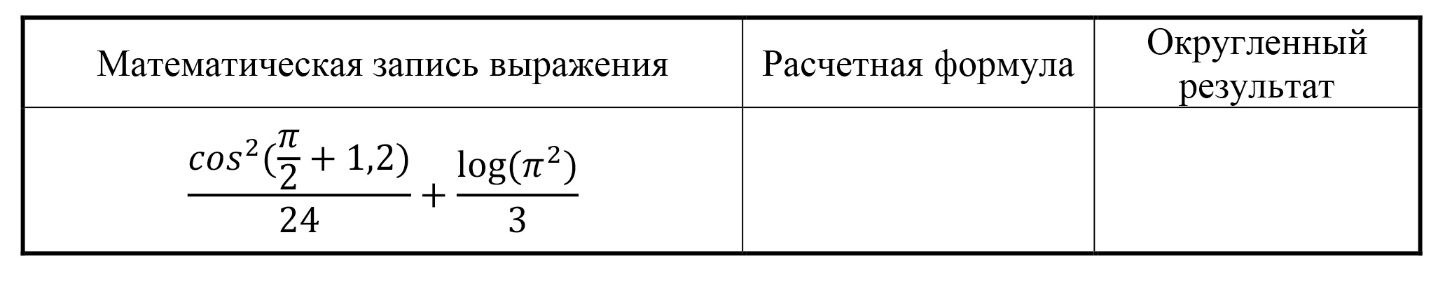 Математическая запись выражения
Расчетная формула
Округленный
результат
cos²(π/2 + 1,2)/24 + log(π²)/3